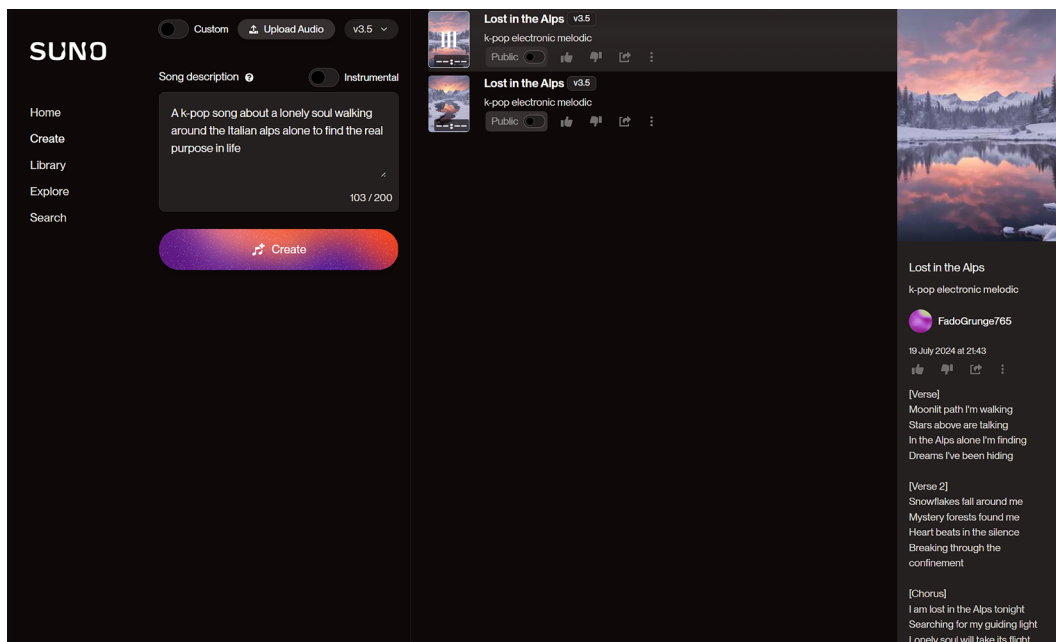 SUNO
Home
Create
Library
Explore
Search
Custom
Upload Audio
v3.5
Song description
?
Instrumental
A k-pop song about a lonely soul walking
around the Italian alps alone to find the real
purpose in life
103 / 200
Create
Lost in the Alps v3.5
k-pop electronic melodic
Public
--:--
Lost in the Alps v3.5
k-pop electronic melodic
Public
--:--
Lost in the Alps
k-pop electronic melodic
FadoGrunge765
19 July 2024 at 21:43
[Verse]
Moonlit path I'm walking
Stars above are talking
In the Alps alone I'm finding
Dreams I've been hiding
[Verse 2]
Snowflakes fall around me
Mystery forests found me
Heart beats in the silence
Breaking through the
confinement
[Chorus]
I am lost in the Alps tonight
Searching for my guiding light
Lonely soul will take its flight